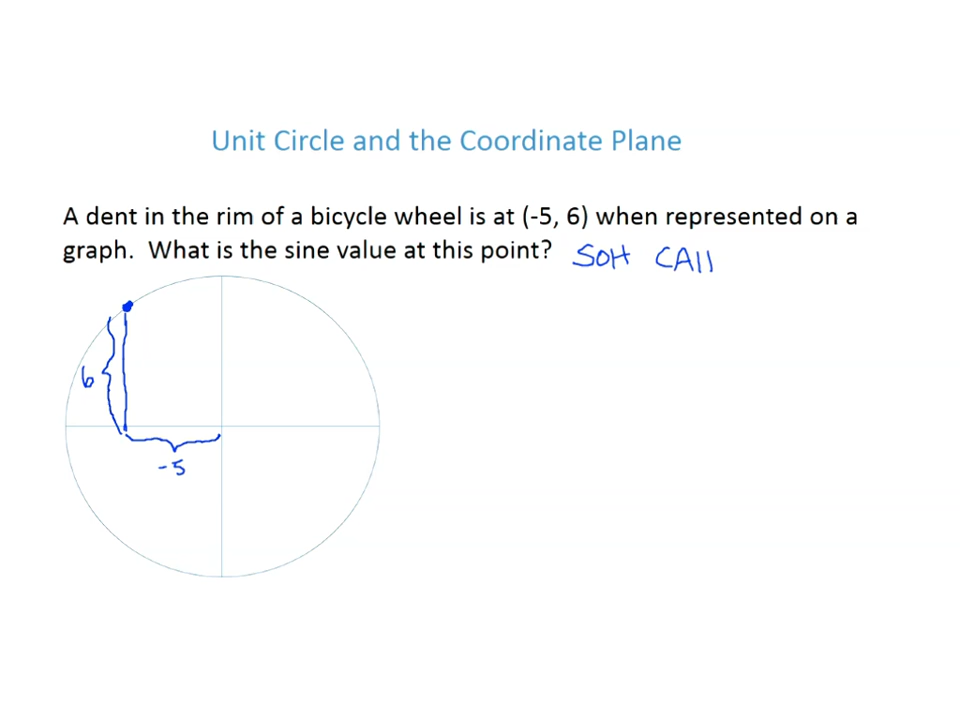 Unit Circle and the Coordinate Plane
A dent in the rim of a bicycle wheel is at (-5, 6) when represented on a
graph. What is the sine value at this point? SOH CAII
6
-5